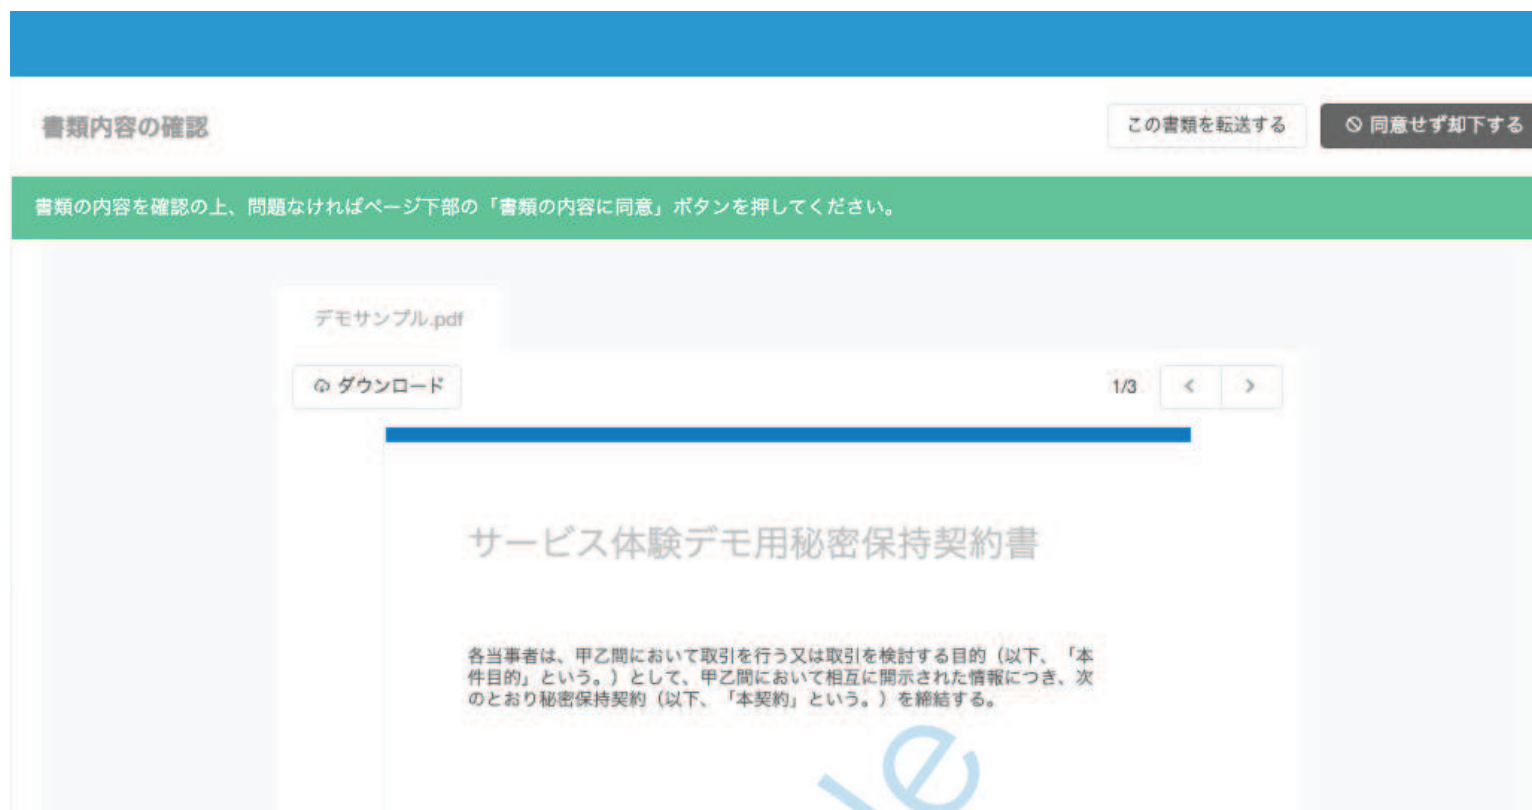 書類内容の確認
この書類を転送する
同意せず却下する
書類の内容を確認の上、問題なければページ下部の「書類の内容に同意」ボタンを押してください。
デモサンプル.pdf
ダウンロード
1/3
サービス体験デモ用秘密保持契約書
各当事者は、甲乙間において取引を行う又は取引を検討する目的（以下、「本
件目的」という。）として、甲乙間において相互に開示された情報につき、次
のとおり秘密保持契約（以下、「本契約」という。）を締結する。
le